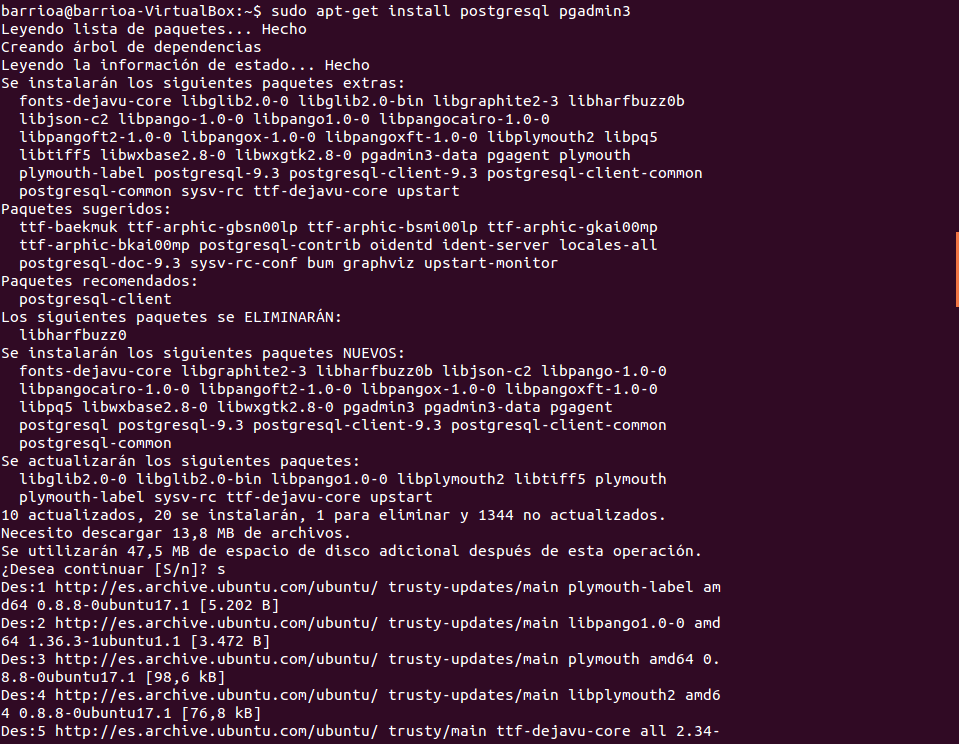 barrioa@barrioa-VirtualBox:~$ sudo apt-get install postgresql pgadmin3
Leyendo lista de paquetes... Hecho
Creando árbol de dependencias
Leyendo la información de estado... Hecho
Se instalarán los siguientes paquetes extras:
  fonts-dejavu-core libglib2.0-0 libglib2.0-bin libgraphite2-3 libharfbuzz0b
  libjson-c2 libpango-1.0-0 libpango1.0-0 libpangocairo-1.0-0
  libpangoft2-1.0-0 libpangox-1.0-0 libpangoxft-1.0-0 libplymouth2 libpq5
  libtiff5 libwxbase2.8-0 libwxgtk2.8-0 pgadmin3-data pgagent plymouth
  plymouth-label postgresql-9.3 postgresql-client-9.3 postgresql-client-common
  postgresql-common sysv-rc ttf-dejavu-core upstart
Paquetes sugeridos:
  ttf-baekmuk ttf-arphic-gbsn00lp ttf-arphic-bsmi00lp ttf-arphic-gkai00mp
  ttf-arphic-bkai00mp postgresql-contrib oidentd ident-server locales-all
  postgresql-doc-9.3 sysv-rc-conf bum graphviz upstart-monitor
Paquetes recomendados:
  postgresql-client
Los siguientes paquetes se ELIMINARÁN:
  libharfbuzz0
Se instalarán los siguientes paquetes NUEVOS:
  fonts-dejavu-core libgraphite2-3 libharfbuzz0b libjson-c2 libpango-1.0-0
  libpangocairo-1.0-0 libpangoft2-1.0-0 libpangox-1.0-0 libpangoxft-1.0-0
  libpq5 libwxbase2.8-0 libwxgtk2.8-0 pgadmin3 pgadmin3-data pgagent
  postgresql postgresql-9.3 postgresql-client-9.3 postgresql-client-common
  postgresql-common
Se actualizarán los siguientes paquetes:
  libglib2.0-0 libglib2.0-bin libpango1.0-0 libplymouth2 libtiff5 plymouth
  plymouth-label sysv-rc ttf-dejavu-core upstart
10 actualizados, 20 se instalarán, 1 para eliminar y 1344 no actualizados.
Necesito descargar 13,8 MB de archivos.
Se utilizarán 47,5 MB de espacio de disco adicional después de esta operación.
¿Desea continuar [S/n]? s
Des:1 http://es.archive.ubuntu.com/ubuntu/ trusty-updates/main plymouth-label am
d64 0.8.8-0ubuntu17.1 [5.202 B]
Des:2 http://es.archive.ubuntu.com/ubuntu/ trusty-updates/main libpango1.0-0 amd
64 1.36.3-1ubuntu1.1 [3.472 B]
Des:3 http://es.archive.ubuntu.com/ubuntu/ trusty-updates/main plymouth amd64 0.
8.8-0ubuntu17.1 [98,6 kB]
Des:4 http://es.archive.ubuntu.com/ubuntu/ trusty-updates/main libplymouth2 amd6
4 0.8.8-0ubuntu17.1 [76,8 kB]
Des:5 http://es.archive.ubuntu.com/ubuntu/ trusty/main ttf-dejavu-core all 2.34-